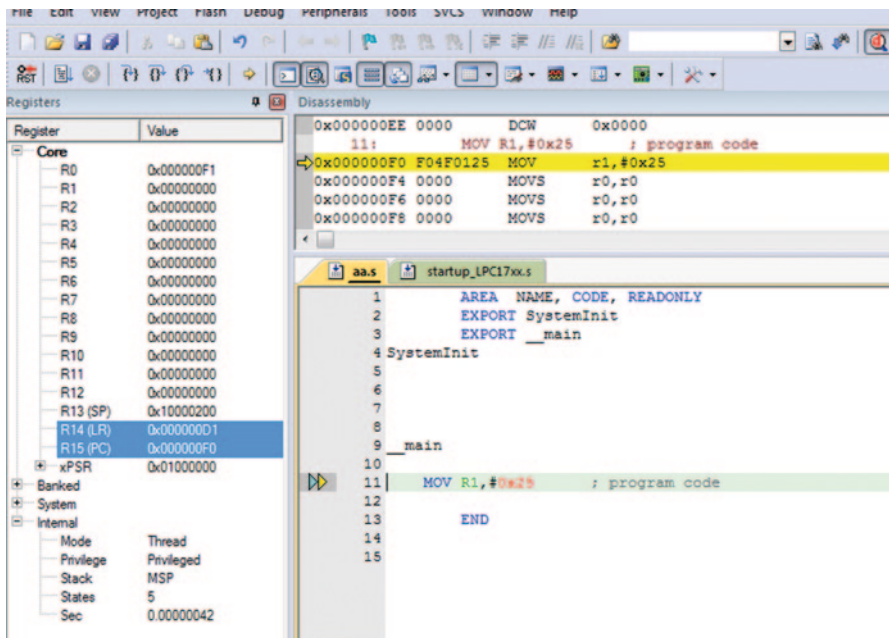 File Edit View Project Flash Debug Peripherals Tools SVCS Window Help
RST
Registers
Register Value
Core
R0 0x000000F1
R1 0x00000000
R2 0x00000000
R3 0x00000000
R4 0x00000000
R5 0x00000000
R6 0x00000000
R7 0x00000000
R8 0x00000000
R9 0x00000000
R10 0x00000000
R11 0x00000000
R12 0x00000000
R13 (SP) 0x10000200
R14 (LR) 0x000000D1
R15 (PC) 0x000000F0
xPSR 0x01000000
Banked
System
Internal
Mode Thread
Privilege Privileged
Stack MSP
States 5
Sec 0.00000042
Disassembly
0x000000EE 0000 DCW 0x0000
11: MOV R1,#0x25 ; program code
0x000000F0 F04F0125 MOV r1,#0x25
0x000000F4 0000 MOVS r0,r0
0x000000F6 0000 MOVS r0,r0
0x000000F8 0000 MOVS r0,r0
aa.s startup_LPC17xx.s
1 AREA NAME, CODE, READONLY
2 EXPORT SystemInit
3 EXPORT __main
4 SystemInit
5
6
7
8
9 __main
10
11 MOV R1,#0x25 ; program code
12
13 END
14
15